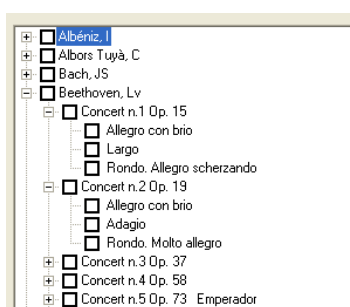 Albéniz, I
Albors Tuyà, C
Bach, JS
Beethoven, Lv
Concert n.1 Op. 15
Allegro con brio
Largo
Rondo. Allegro scherzando
Concert n.2 Op. 19
Allegro con brio
Adagio
Rondo. Molto allegro
Concert n.3 Op. 37
Concert n.4 Op. 58
Concert n.5 Op. 73 Emperador